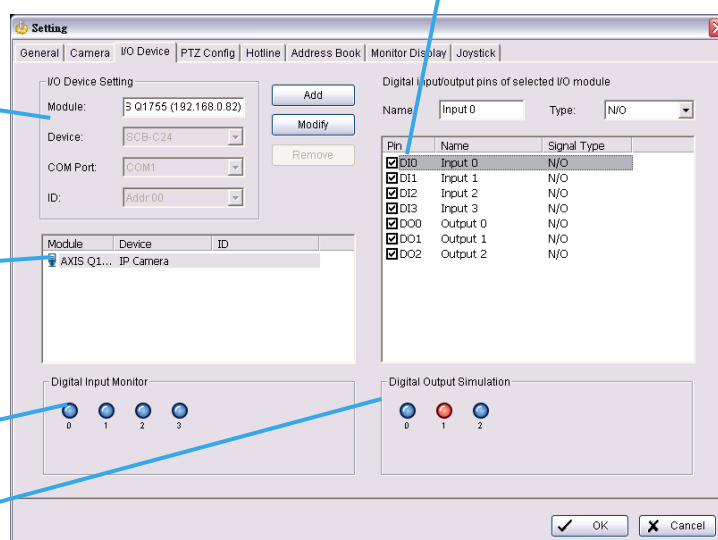 Setting
General Camera I/O Device PTZ Config Hotline Address Book Monitor Display Joystick
I/O Device Setting
Module: S Q1755 (192.168.0.82)
Device: SCB-C24
COM Port: COM1
ID: Addr:00
Add
Modify
Remove
Digital input/output pins of selected I/O module
Name: Input 0 Type: N/O
Pin Name Signal Type
DI0 Input 0 N/O
DI1 Input 1 N/O
DI2 Input 2 N/O
DI3 Input 3 N/O
DO0 Output 0 N/O
DO1 Output 1 N/O
DO2 Output 2 N/O
Module Device ID
AXIS Q1... IP Camera
Digital Input Monitor
0 1 2 3
Digital Output Simulation
0 1 2
OK Cancel